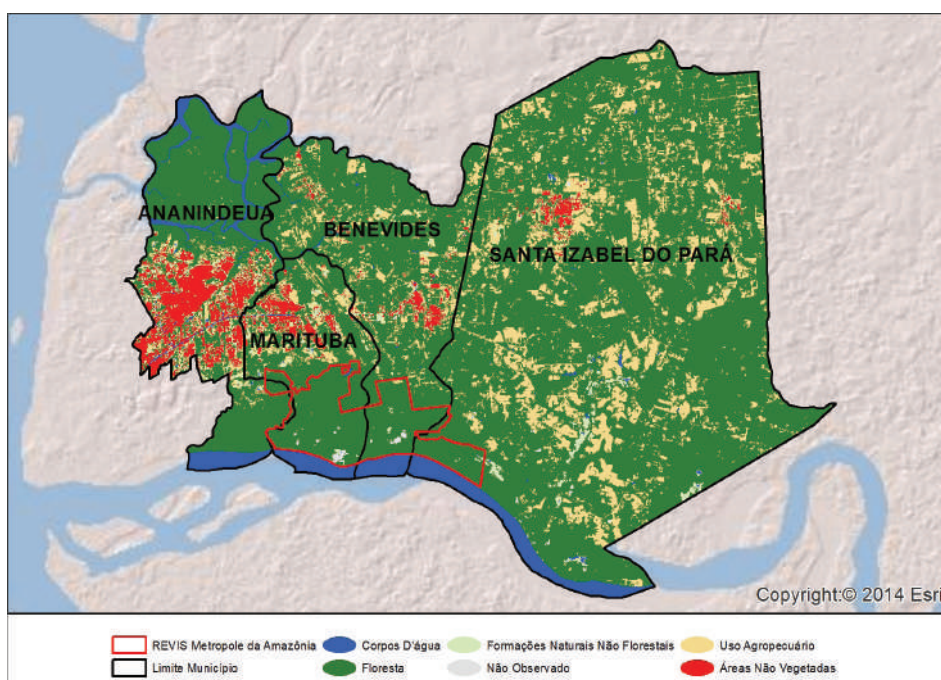 ANANINDEUA
BENEVIDES
SANTA IZABEL DO PARÁ
MARITUBA
Copyright:© 2014 Esri
REVIS Metropole da Amazônia Corpos D'água Formações Naturais Não Florestais Uso Agropecuário
Limite Município Floresta Não Observado Áreas Não Vegetadas